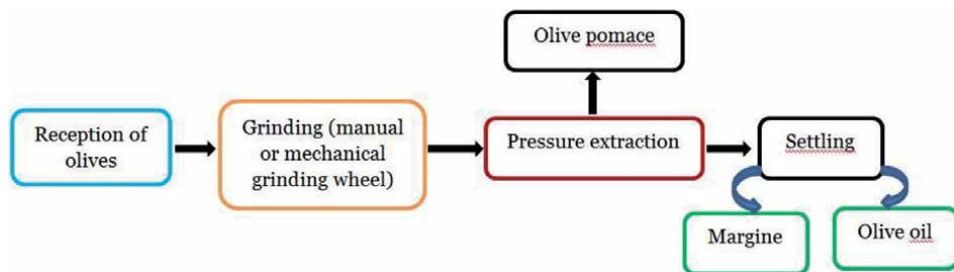 Olive pomace
Reception of
olives
Grinding (manual
or mechanical
grinding wheel)
Pressure extraction
Settling
Margine
Olive oil